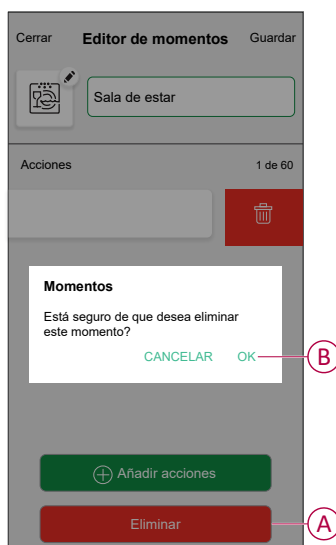 Cerrar Editor de momentos Guardar
Sala de estar
Acciones 1 de 60
Momentos
Está seguro de que desea eliminar
este momento?
CANCELAR OK B
Añadir acciones
Eliminar A